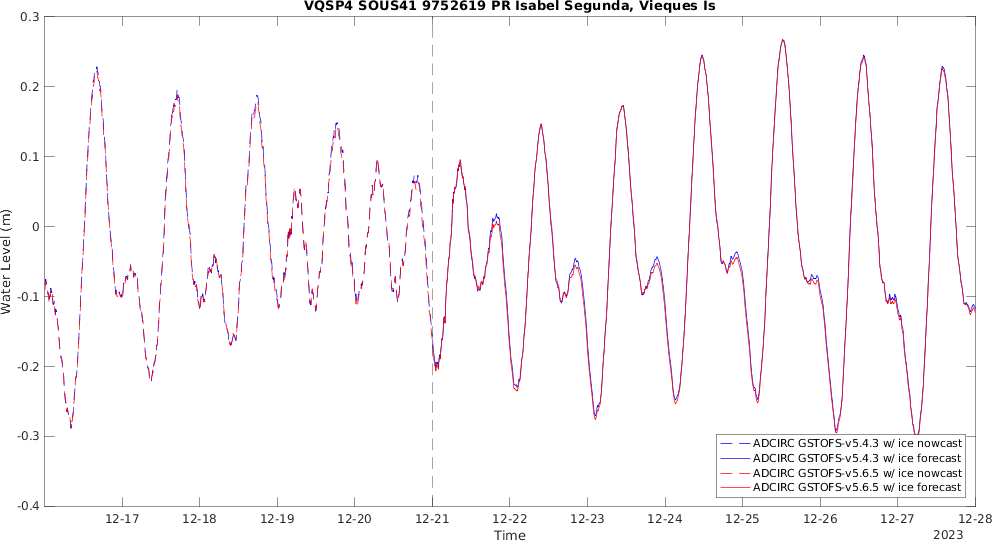 VQSP4 SOUS41 9752619 PR Isabel Segunda, Vieques Is
Water Level (m)
0.3
0.2
0.1
0
-0.1
-0.2
-0.3
-0.4
ADCIRC GSTOFS-v5.4.3 w/ ice nowcast
ADCIRC GSTOFS-v5.4.3 w/ ice forecast
ADCIRC GSTOFS-v5.6.5 w/ ice nowcast
ADCIRC GSTOFS-v5.6.5 w/ ice forecast
12-17 12-18 12-19 12-20 12-21 12-22 12-23 12-24 12-25 12-26 12-27 12-28
Time
2023